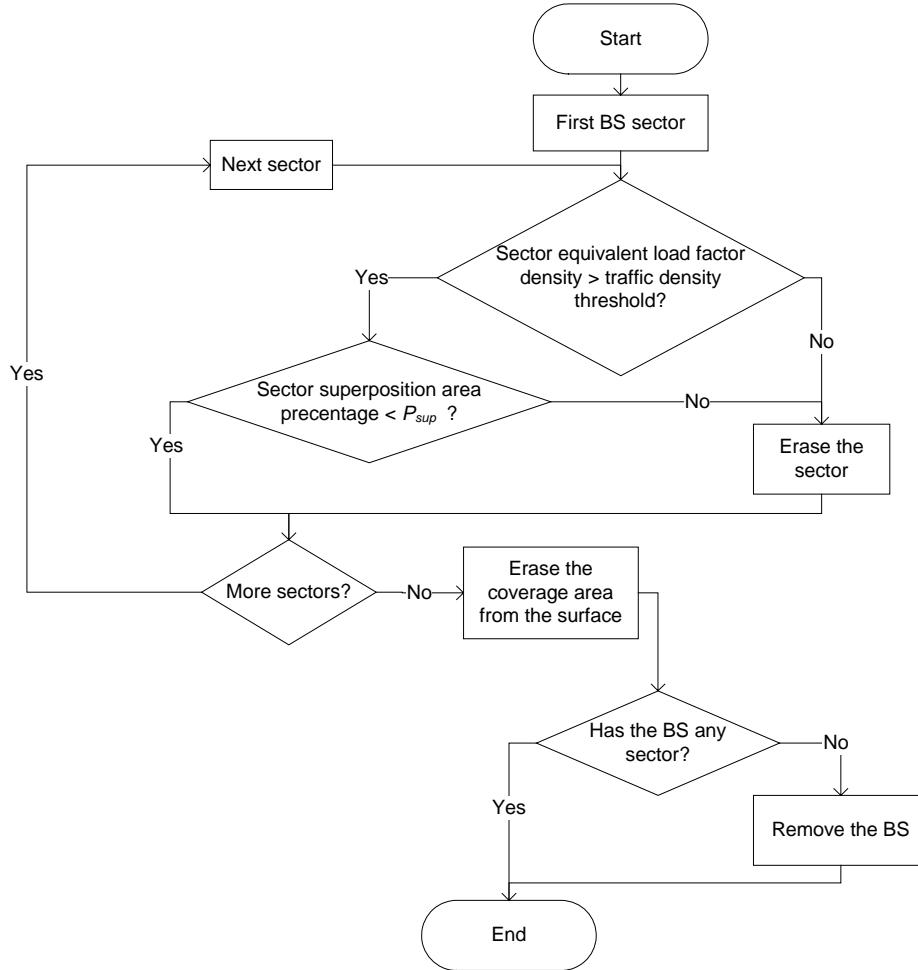 Start
First BS sector
Next sector
Sector equivalent load factor
density > traffic density
threshold?
Yes
No
Yes
Sector superposition area
precentage < P_sup ?
No
Yes
Erase the
sector
More sectors?
No
Erase the
coverage area
from the surface
Has the BS any
sector?
No
Yes
Remove the BS
End